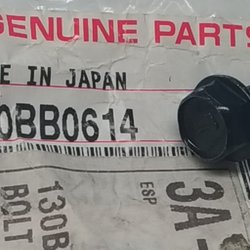 GENUINE PARTS
E IN JAPAN
0BB0614
3A
ESP
130B
BOLT